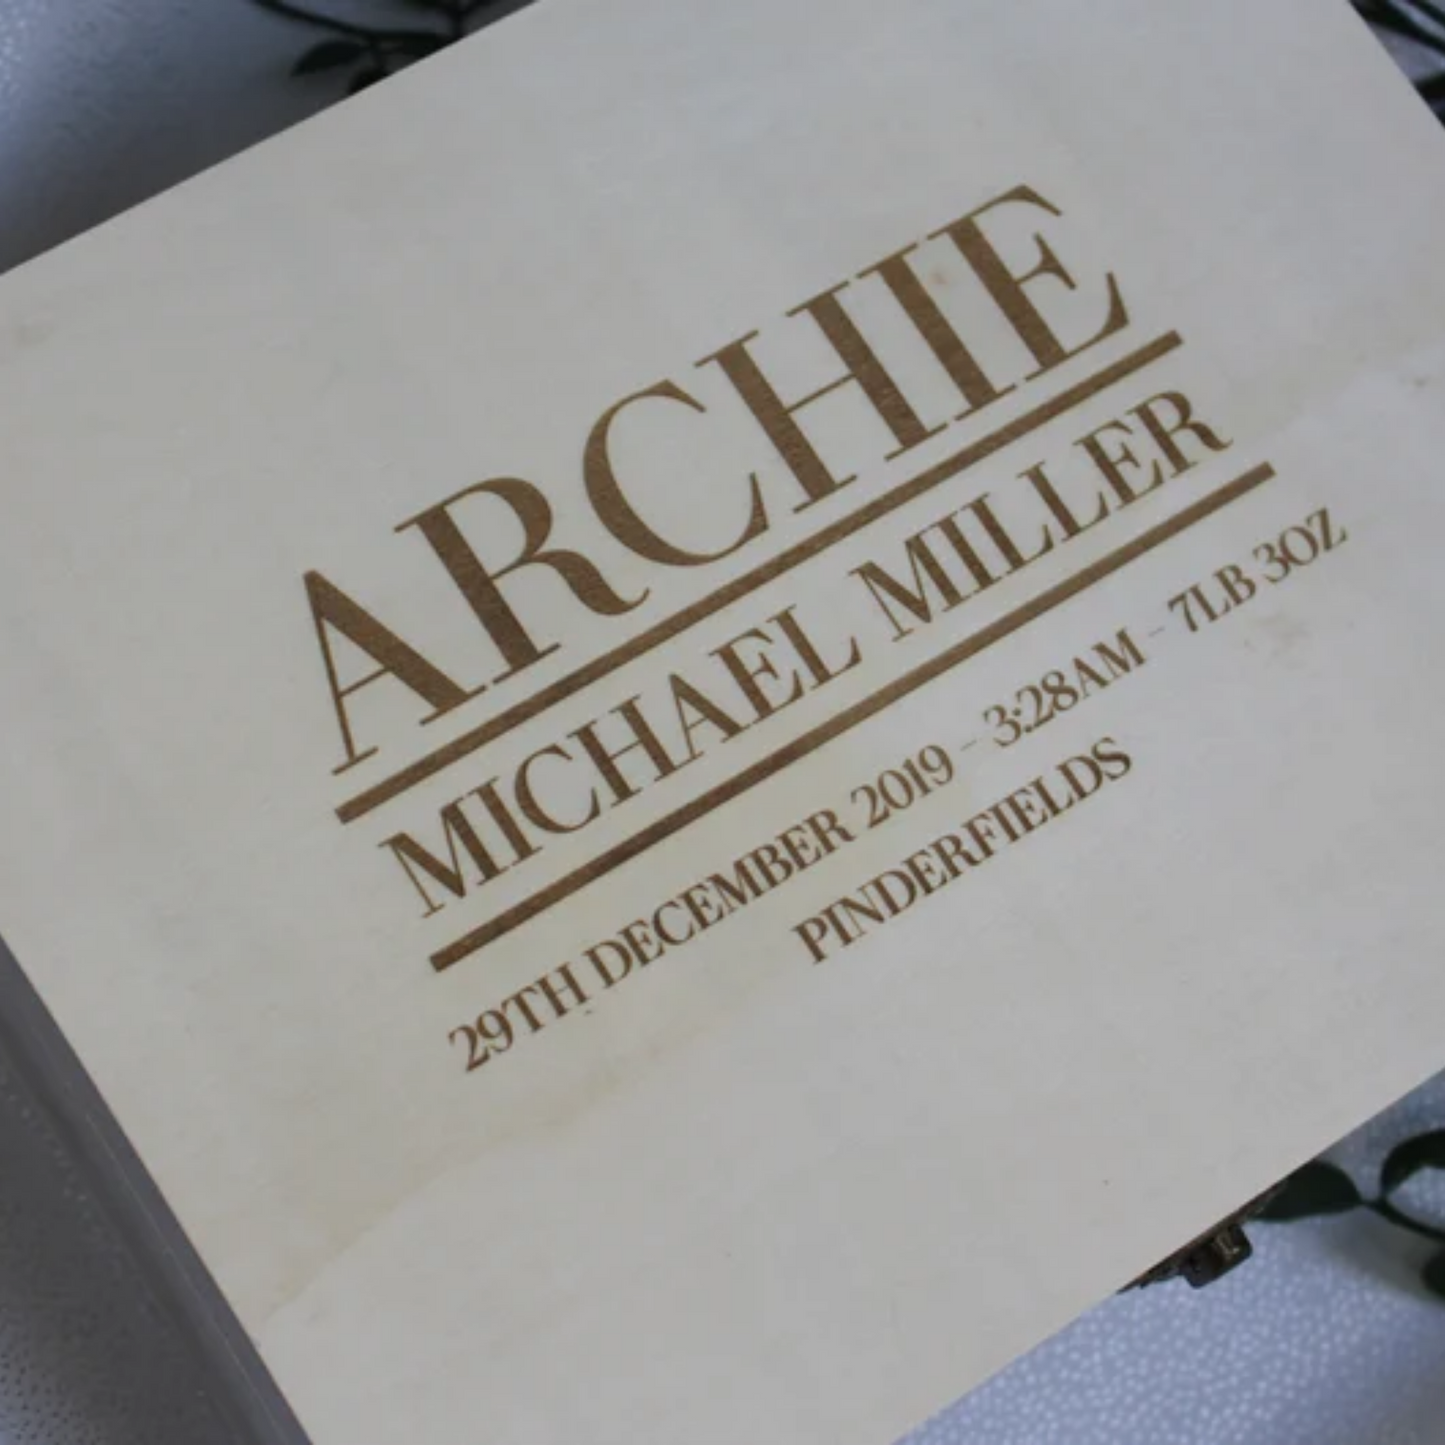 ARCHIE
MICHAEL MILLER
29TH DECEMBER 2019 - 3:28AM - 7LB 3OZ
PINDERFIELDS